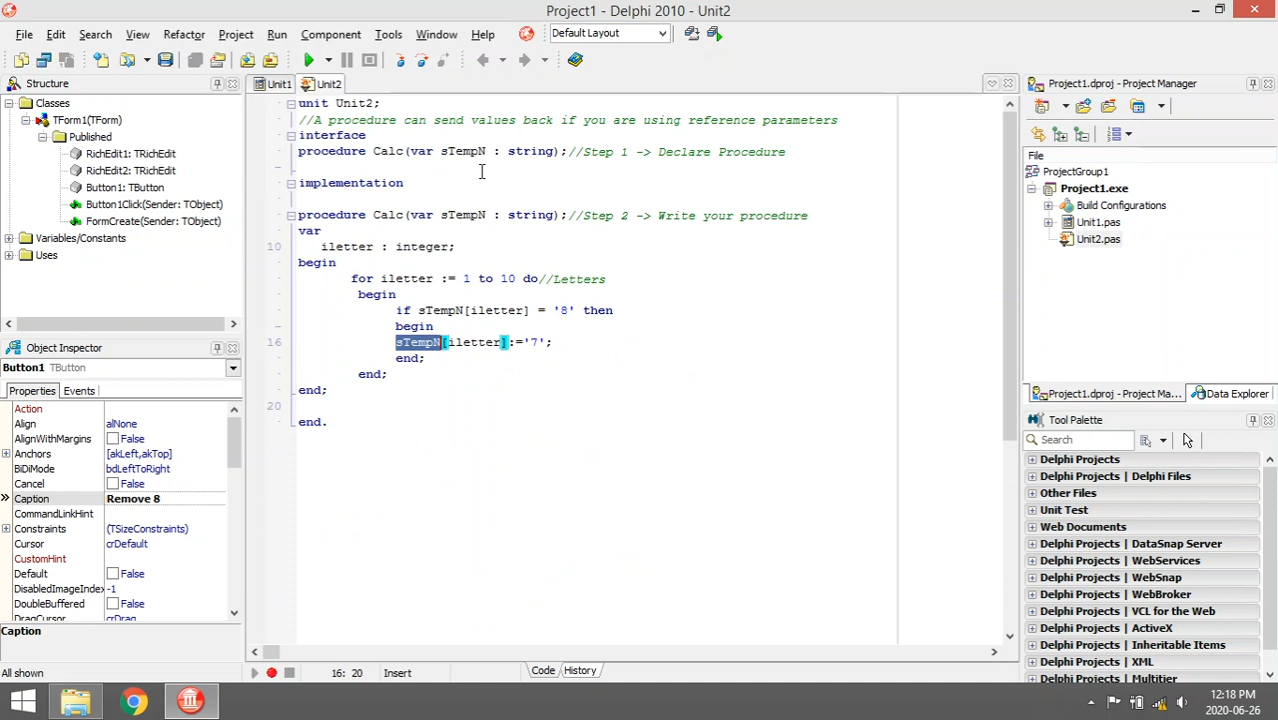 Project1 - Delphi 2010 - Unit2
File Edit Search View Refactor Project Run Component Tools Window Help Default Layout
Structure
Classes
TForm1(TForm)
Published
RichEdit1: TRichEdit
RichEdit2: TRichEdit
Button1: TButton
Button1Click(Sender: TObject)
FormCreate(Sender: TObject)
Variables/Constants
Uses
Object Inspector
Button1 TButton
Properties Events
Action
Align alNone
AlignWithMargins False
Anchors [akLeft,akTop]
BiDiMode bdLeftToRight
Cancel False
Caption Remove 8
CommandLinkHint
Constraints (TSizeConstraints)
Cursor crDefault
CustomHint
Default False
DisabledImageIndex -1
DoubleBuffered False
DragCursor crDrag
Caption
All shown
Unit1 Unit2
unit Unit2;
//A procedure can send values back if you are using reference parameters
interface
procedure Calc(var sTempN : string);//Step 1 -> Declare Procedure
implementation
procedure Calc(var sTempN : string);//Step 2 -> Write your procedure
var
10 iletter : integer;
begin
for iletter := 1 to 10 do//Letters
begin
if sTempN[iletter] = '8' then
begin
16 sTempN[iletter]:='7';
end;
end;
end;
20
end.
16: 20 Insert Code History
Project1.dproj - Project Manager
File
ProjectGroup1
Project1.exe
Build Configurations
Unit1.pas
Unit2.pas
Project1.dproj - Project Ma... Data Explorer
Tool Palette
Search
Delphi Projects
Delphi Projects | Delphi Files
Other Files
Unit Test
Web Documents
Delphi Projects | DataSnap Server
Delphi Projects | WebServices
Delphi Projects | WebSnap
Delphi Projects | WebBroker
Delphi Projects | VCL for the Web
Delphi Projects | ActiveX
Delphi Projects | Inheritable Items
Delphi Projects | XML
Delphi Projects | Multitier
12:18 PM
2020-06-26